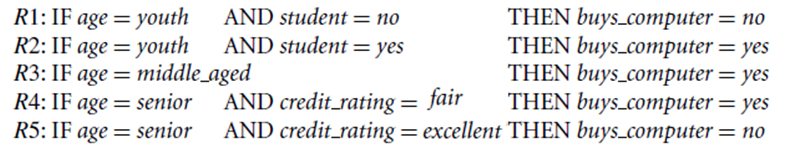 R1: IF age = youth AND student = no THEN buys_computer = no
R2: IF age = youth AND student = yes THEN buys_computer = yes
R3: IF age = middle_aged THEN buys_computer = yes
R4: IF age = senior AND credit_rating = fair THEN buys_computer = yes
R5: IF age = senior AND credit_rating = excellent THEN buys_computer = no